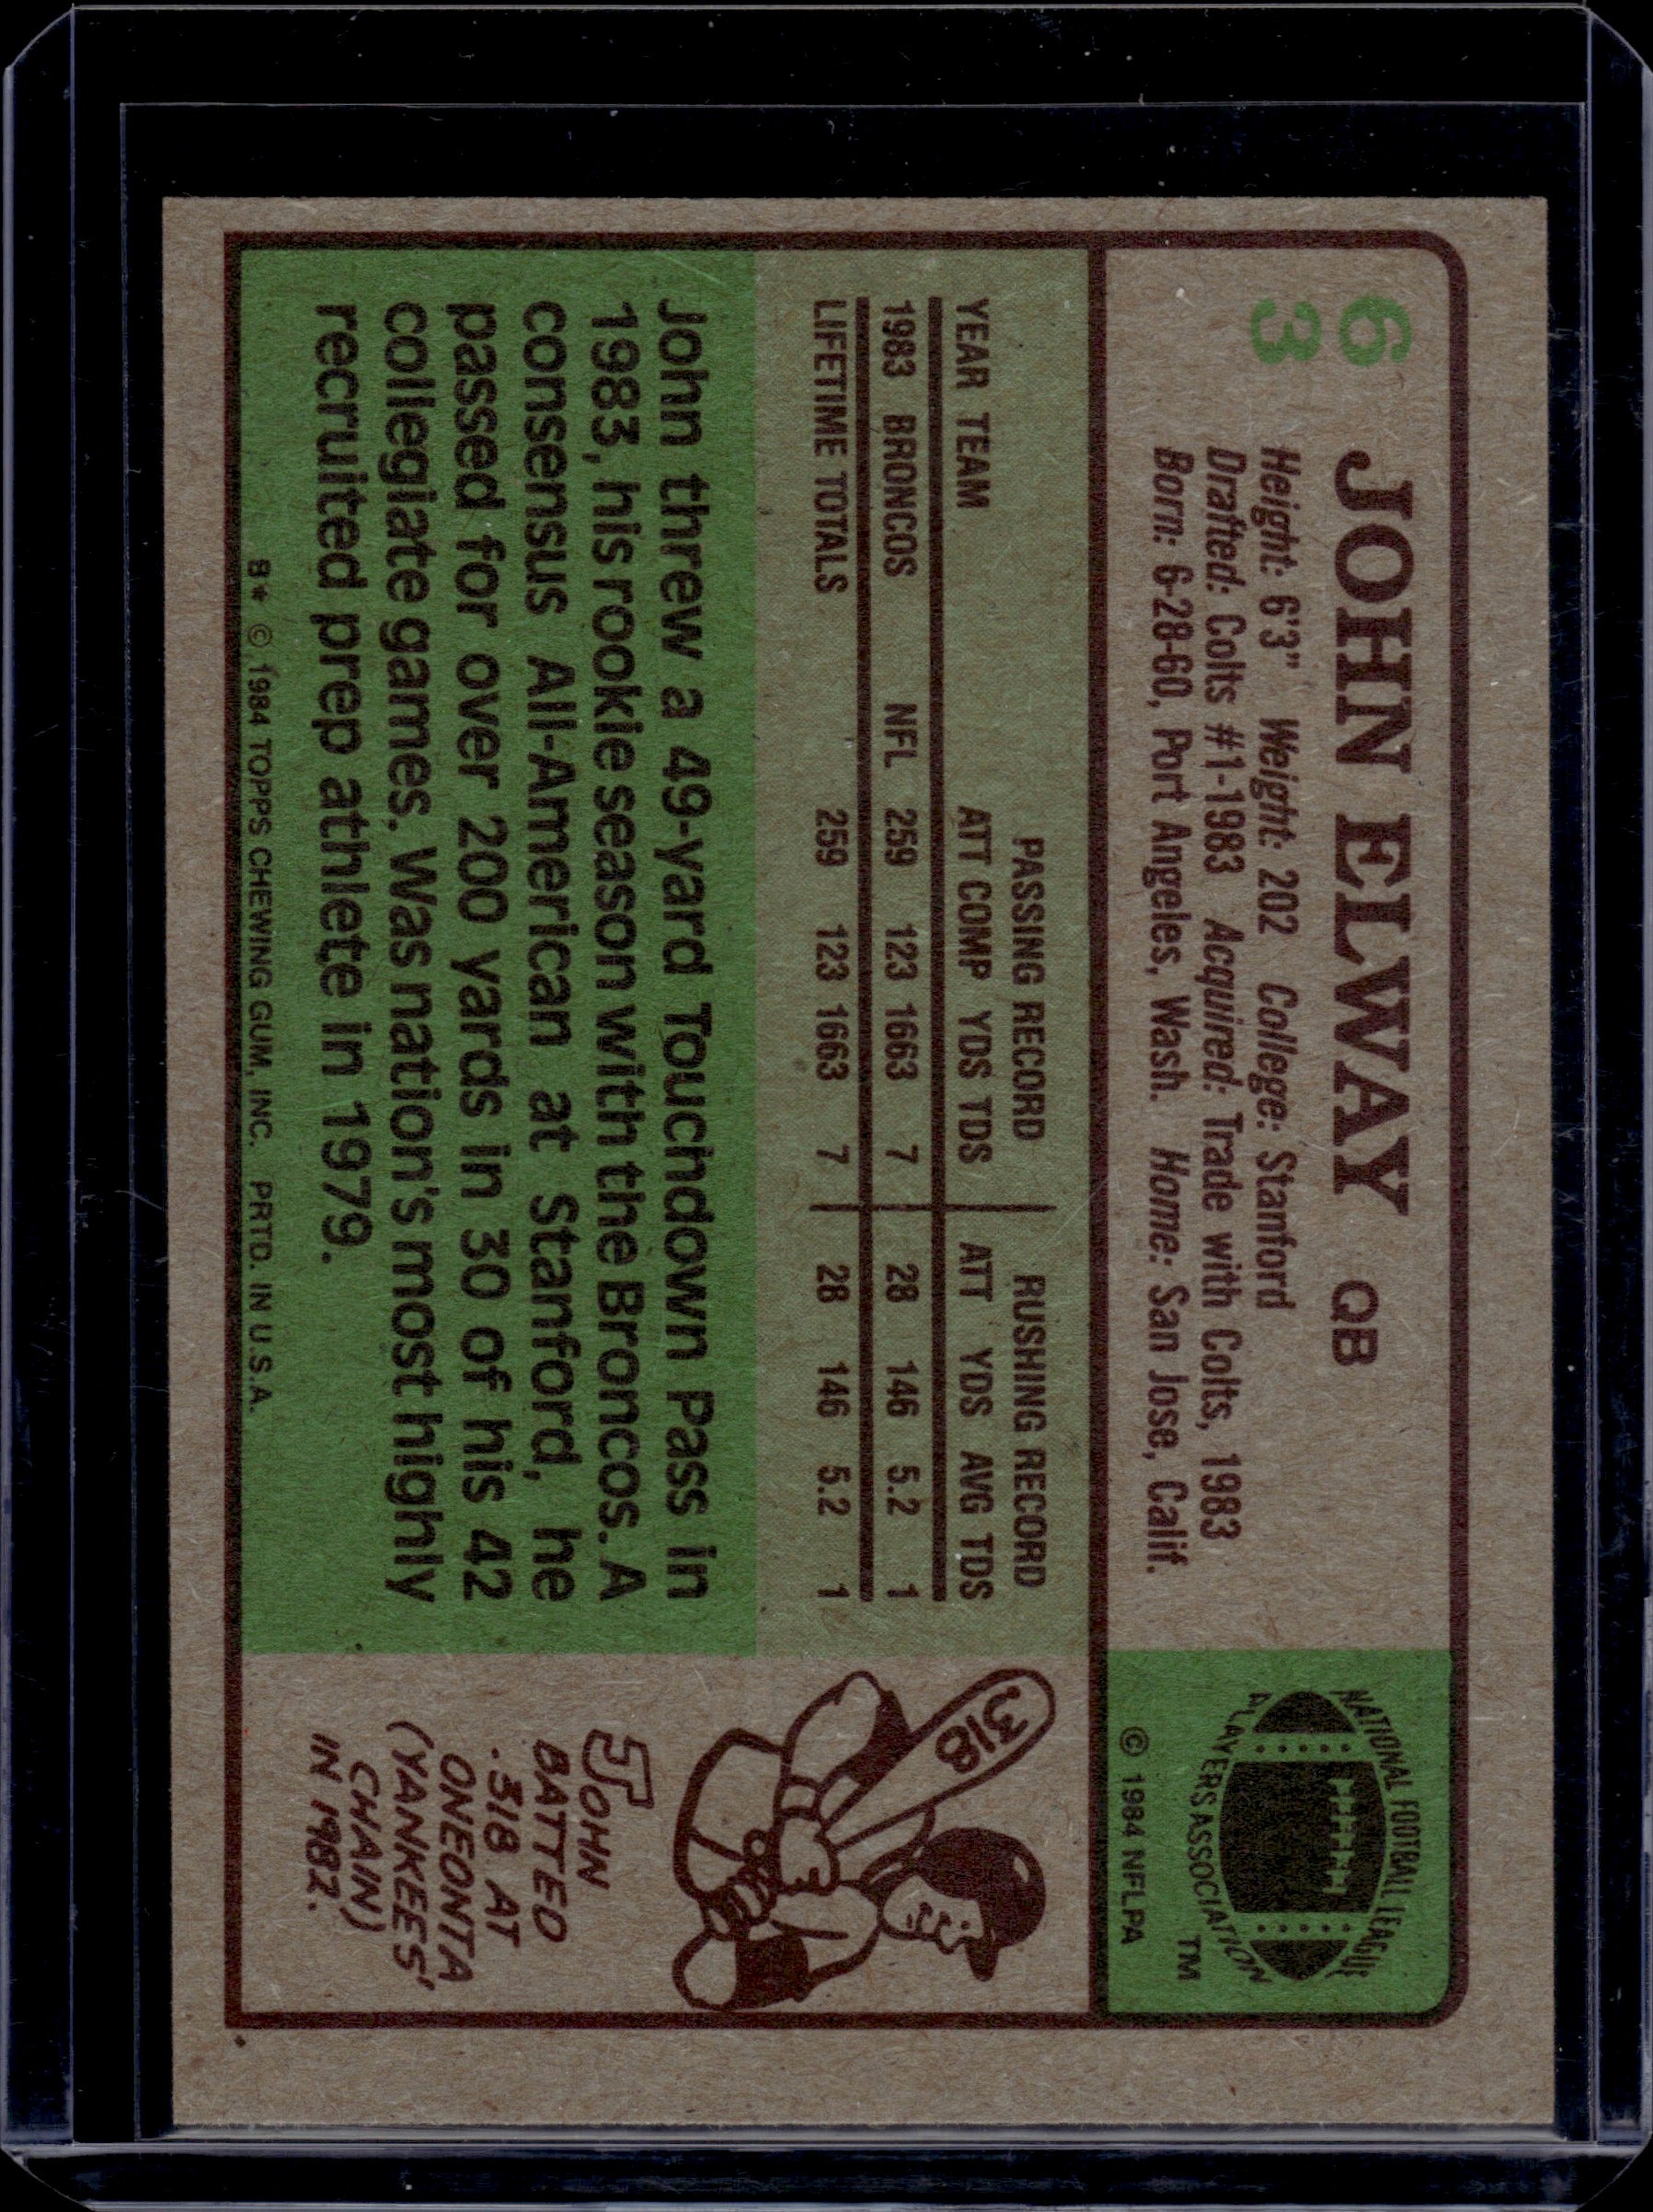 63
JOHN ELWAY QB
Height: 6'3" Weight: 202 College: Stanford
Drafted: Colts #1-1983 Acquired: Trade with Colts, 1983
Born: 6-28-60, Port Angeles, Wash. Home: San Jose, Calif.
NATIONAL FOOTBALL LEAGUE
PLAYERS ASSOCIATION
TM
© 1984 NFLPA
PASSING RECORD RUSHING RECORD
YEAR TEAM ATT COMP YDS TDS ATT YDS AVG TDS
1983 BRONCOS NFL 259 123 1663 7 28 146 5.2 1
LIFETIME TOTALS 259 123 1663 7 28 146 5.2 1
John threw a 49-yard Touchdown Pass in
1983, his rookie season with the Broncos. A
consensus All-American at Stanford, he
passed for over 200 yards in 30 of his 42
collegiate games. Was nation's most highly
recruited prep athlete in 1979.
B* © 1984 TOPPS CHEWING GUM, INC. PRTD. IN U.S.A.
318
JOHN
BATTED
.318 AT
ONEONTA
(YANKEES'
CHAIN)
IN 1982.